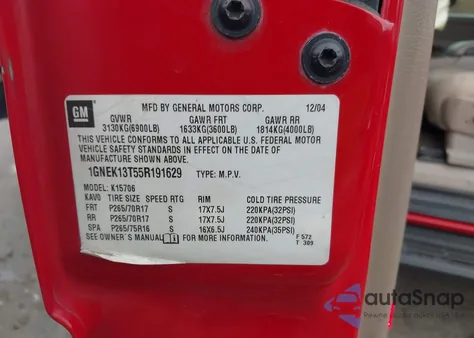 GM
MFD BY GENERAL MOTORS CORP. 12/04
GVWR GAWR FRT GAWR RR
3130KG(6900LB) 1633KG(3600LB) 1814KG(4000LB)
THIS VEHICLE CONFORMS TO ALL APPLICABLE U.S. FEDERAL MOTOR
VEHICLE SAFETY STANDARDS IN EFFECT ON THE DATE OF
MANUFACTURE SHOWN ABOVE.
1GNEK13T55R191629 TYPE: M.P.V.
MODEL: K15706
KAVO TIRE SIZE SPEED RTG RIM COLD TIRE PRESSURE
FRT P265/70R17 S 17X7.5J 220KPA(32PSI)
RR P265/70R17 S 17X7.5J 220KPA(32PSI)
SPA P265/75R16 S 16X6.5J 240KPA(35PSI)
SEE OWNER'S MANUAL FOR MORE INFORMATION. F 572
T 309
autaSnap